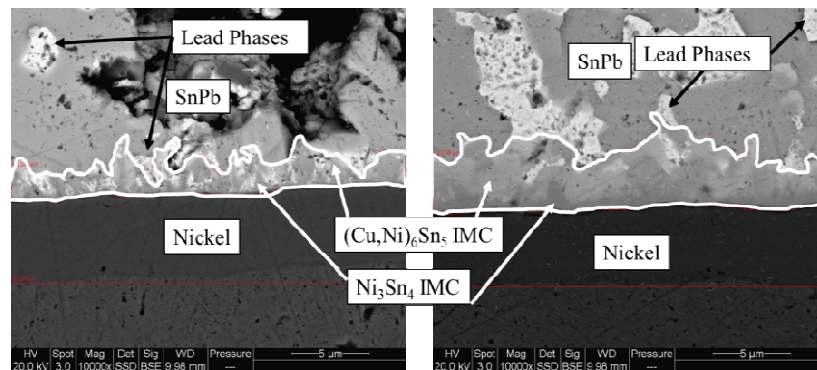 Lead Phases
SnPb
Nickel
SnPb
Lead Phases
Nickel
(Cu,Ni)6Sn5 IMC
Ni3Sn4 IMC
HV Spot Mag Det Sig WD Pressure
20.0 kV 3.0 10000x SSD BSE 9.98 mm ---
5 µm
HV Spot Mag Det Sig WD Pressure
20.0 kV 3.0 10000x SSD BSE 9.98 mm ---
5 µm